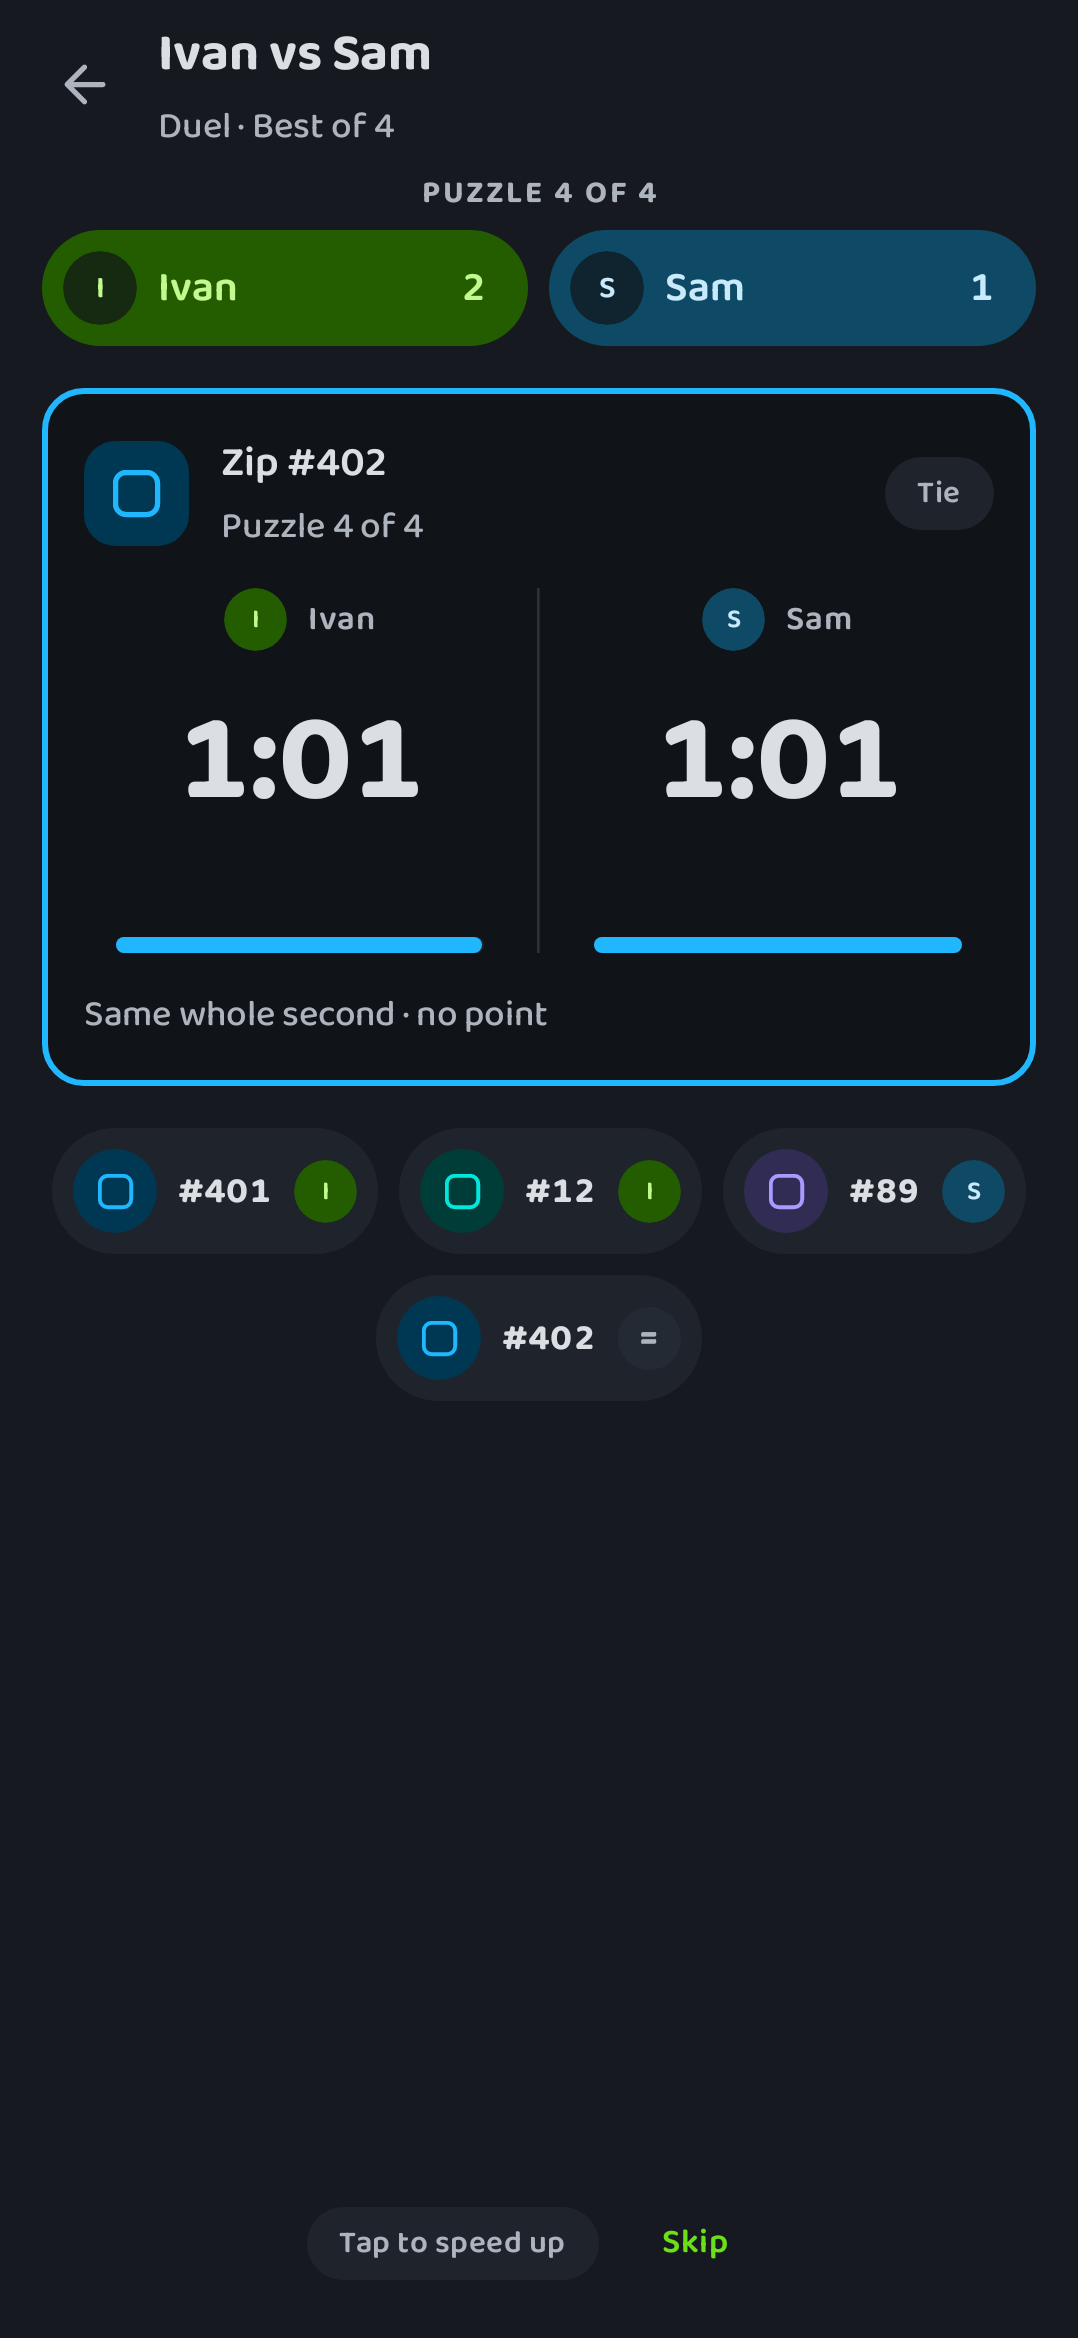 Ivan vs Sam
Duel · Best of 4
PUZZLE 4 OF 4
I Ivan 2
S Sam 1
Zip #402
Puzzle 4 of 4
Tie
I Ivan
S Sam
1:01
1:01
Same whole second · no point
#401 I
#12 I
#89 S
#402 =
Tap to speed up
Skip